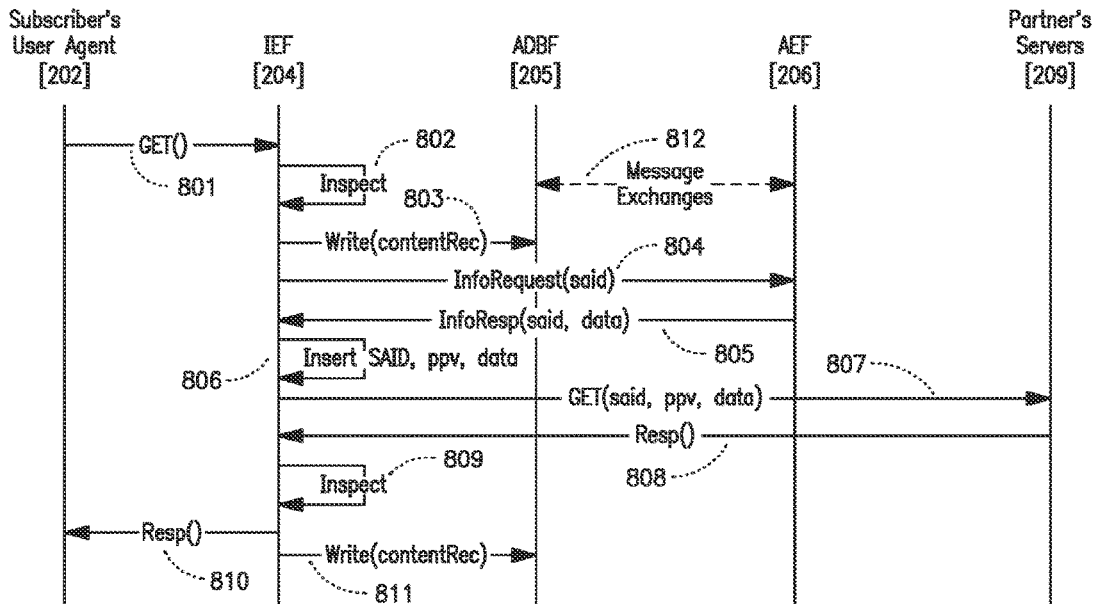 Subscriber's
User Agent
[202]
IEF
[204]
ADBF
[205]
AEF
[206]
Partner's
Servers
[209]
GET()
801
802
Inspect
812
Message
Exchanges
803
Write(contentRec)
804
InfoRequest(said)
InfoResp(said, data)
805
Insert SAID, ppv, data
806
807
GET(said, ppv, data)
Resp()
808
809
Inspect
Resp()
810
Write(contentRec)
811